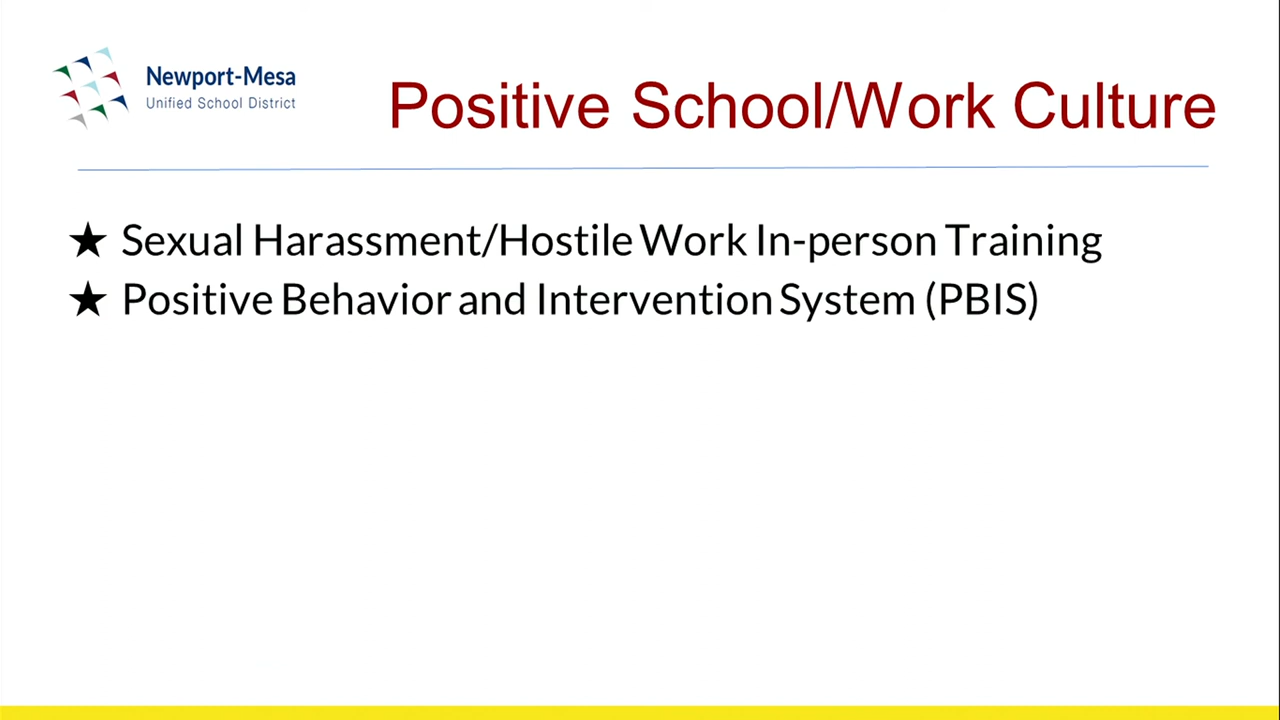 Newport-Mesa
Unified School District
Positive School/Work Culture
★ Sexual Harassment/Hostile Work In-person Training
★ Positive Behavior and Intervention System (PBIS)